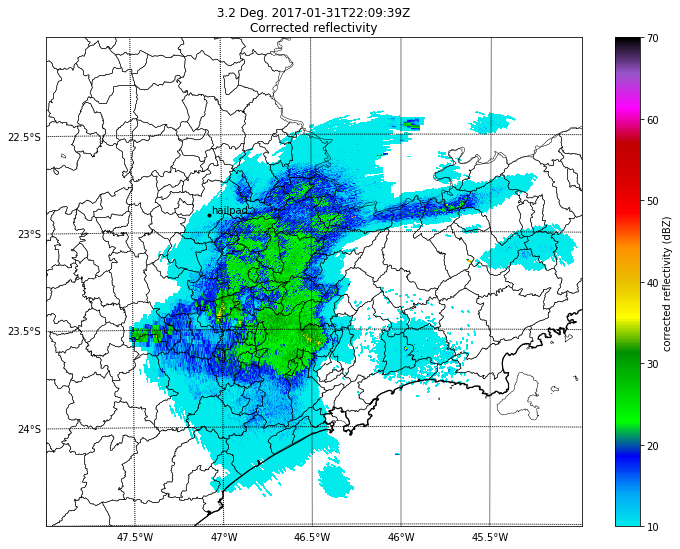 3.2 Deg. 2017-01-31T22:09:39Z
Corrected reflectivity
22.5°S
23°S
23.5°S
24°S
47.5°W
47°W
46.5°W
46°W
45.5°W
hailpad
70
60
50
40
30
20
10
corrected reflectivity (dBZ)